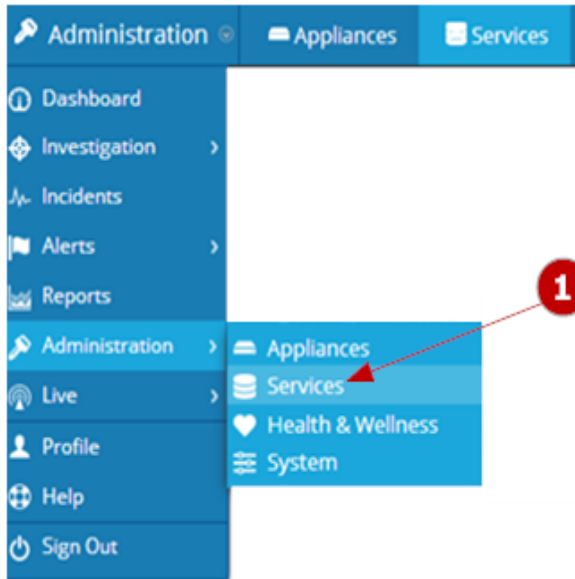 Administration Appliances Services
Dashboard
Investigation
Incidents
Alerts
Reports
1
Administration
Appliances
Services
Health & Wellness
System
Live
Profile
Help
Sign Out